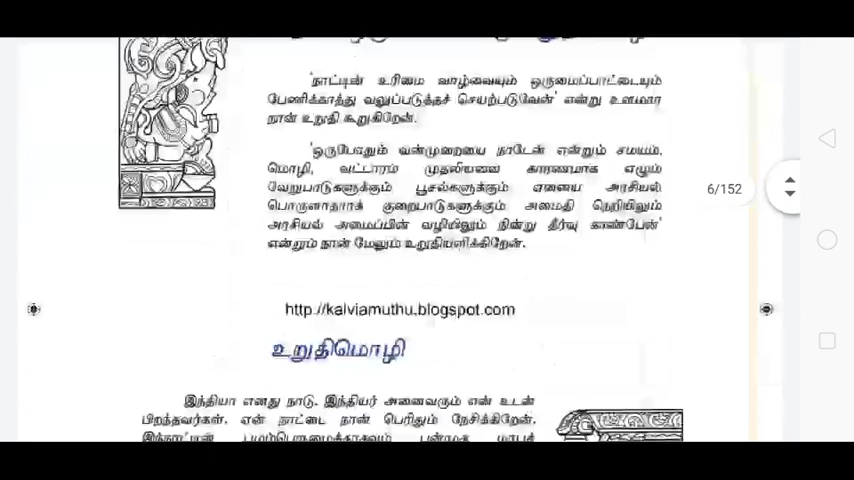 'நாட்டின் உரிமை வாழ்வையும் ஒருமைப்பாட்டையும்
பேணிக்காத்து வலுப்படுத்தச் செயற்படுவேன்' என்று உளமார
நான் உறுதி கூறுகிறேன்.
'ஒருபோதும் வன்முறையை நாடேன் என்றும் சமயம்,
மொழி, வட்டாரம் முதலியவை காரணமாக எழும்
வேறுபாடுகளுக்கும் பூசல்களுக்கும் ஏனைய அரசியல்
பொருளாதாரக் குறைபாடுகளுக்கும் அமைதி நெறியிலும்
அரசியல் அமைப்பின் வழியிலும் நின்று தீர்வு காண்பேன்'
என்றும் நான் மேலும் உறுதியளிக்கிறேன்.
6/152
http://kalviamuthu.blogspot.com
உறுதிமொழி
இந்தியா எனது நாடு. இந்தியர் அனைவரும் என் உடன்
பிறந்தவர்கள். என் நாட்டை நான் பெரிதும் நேசிக்கிறேன்.